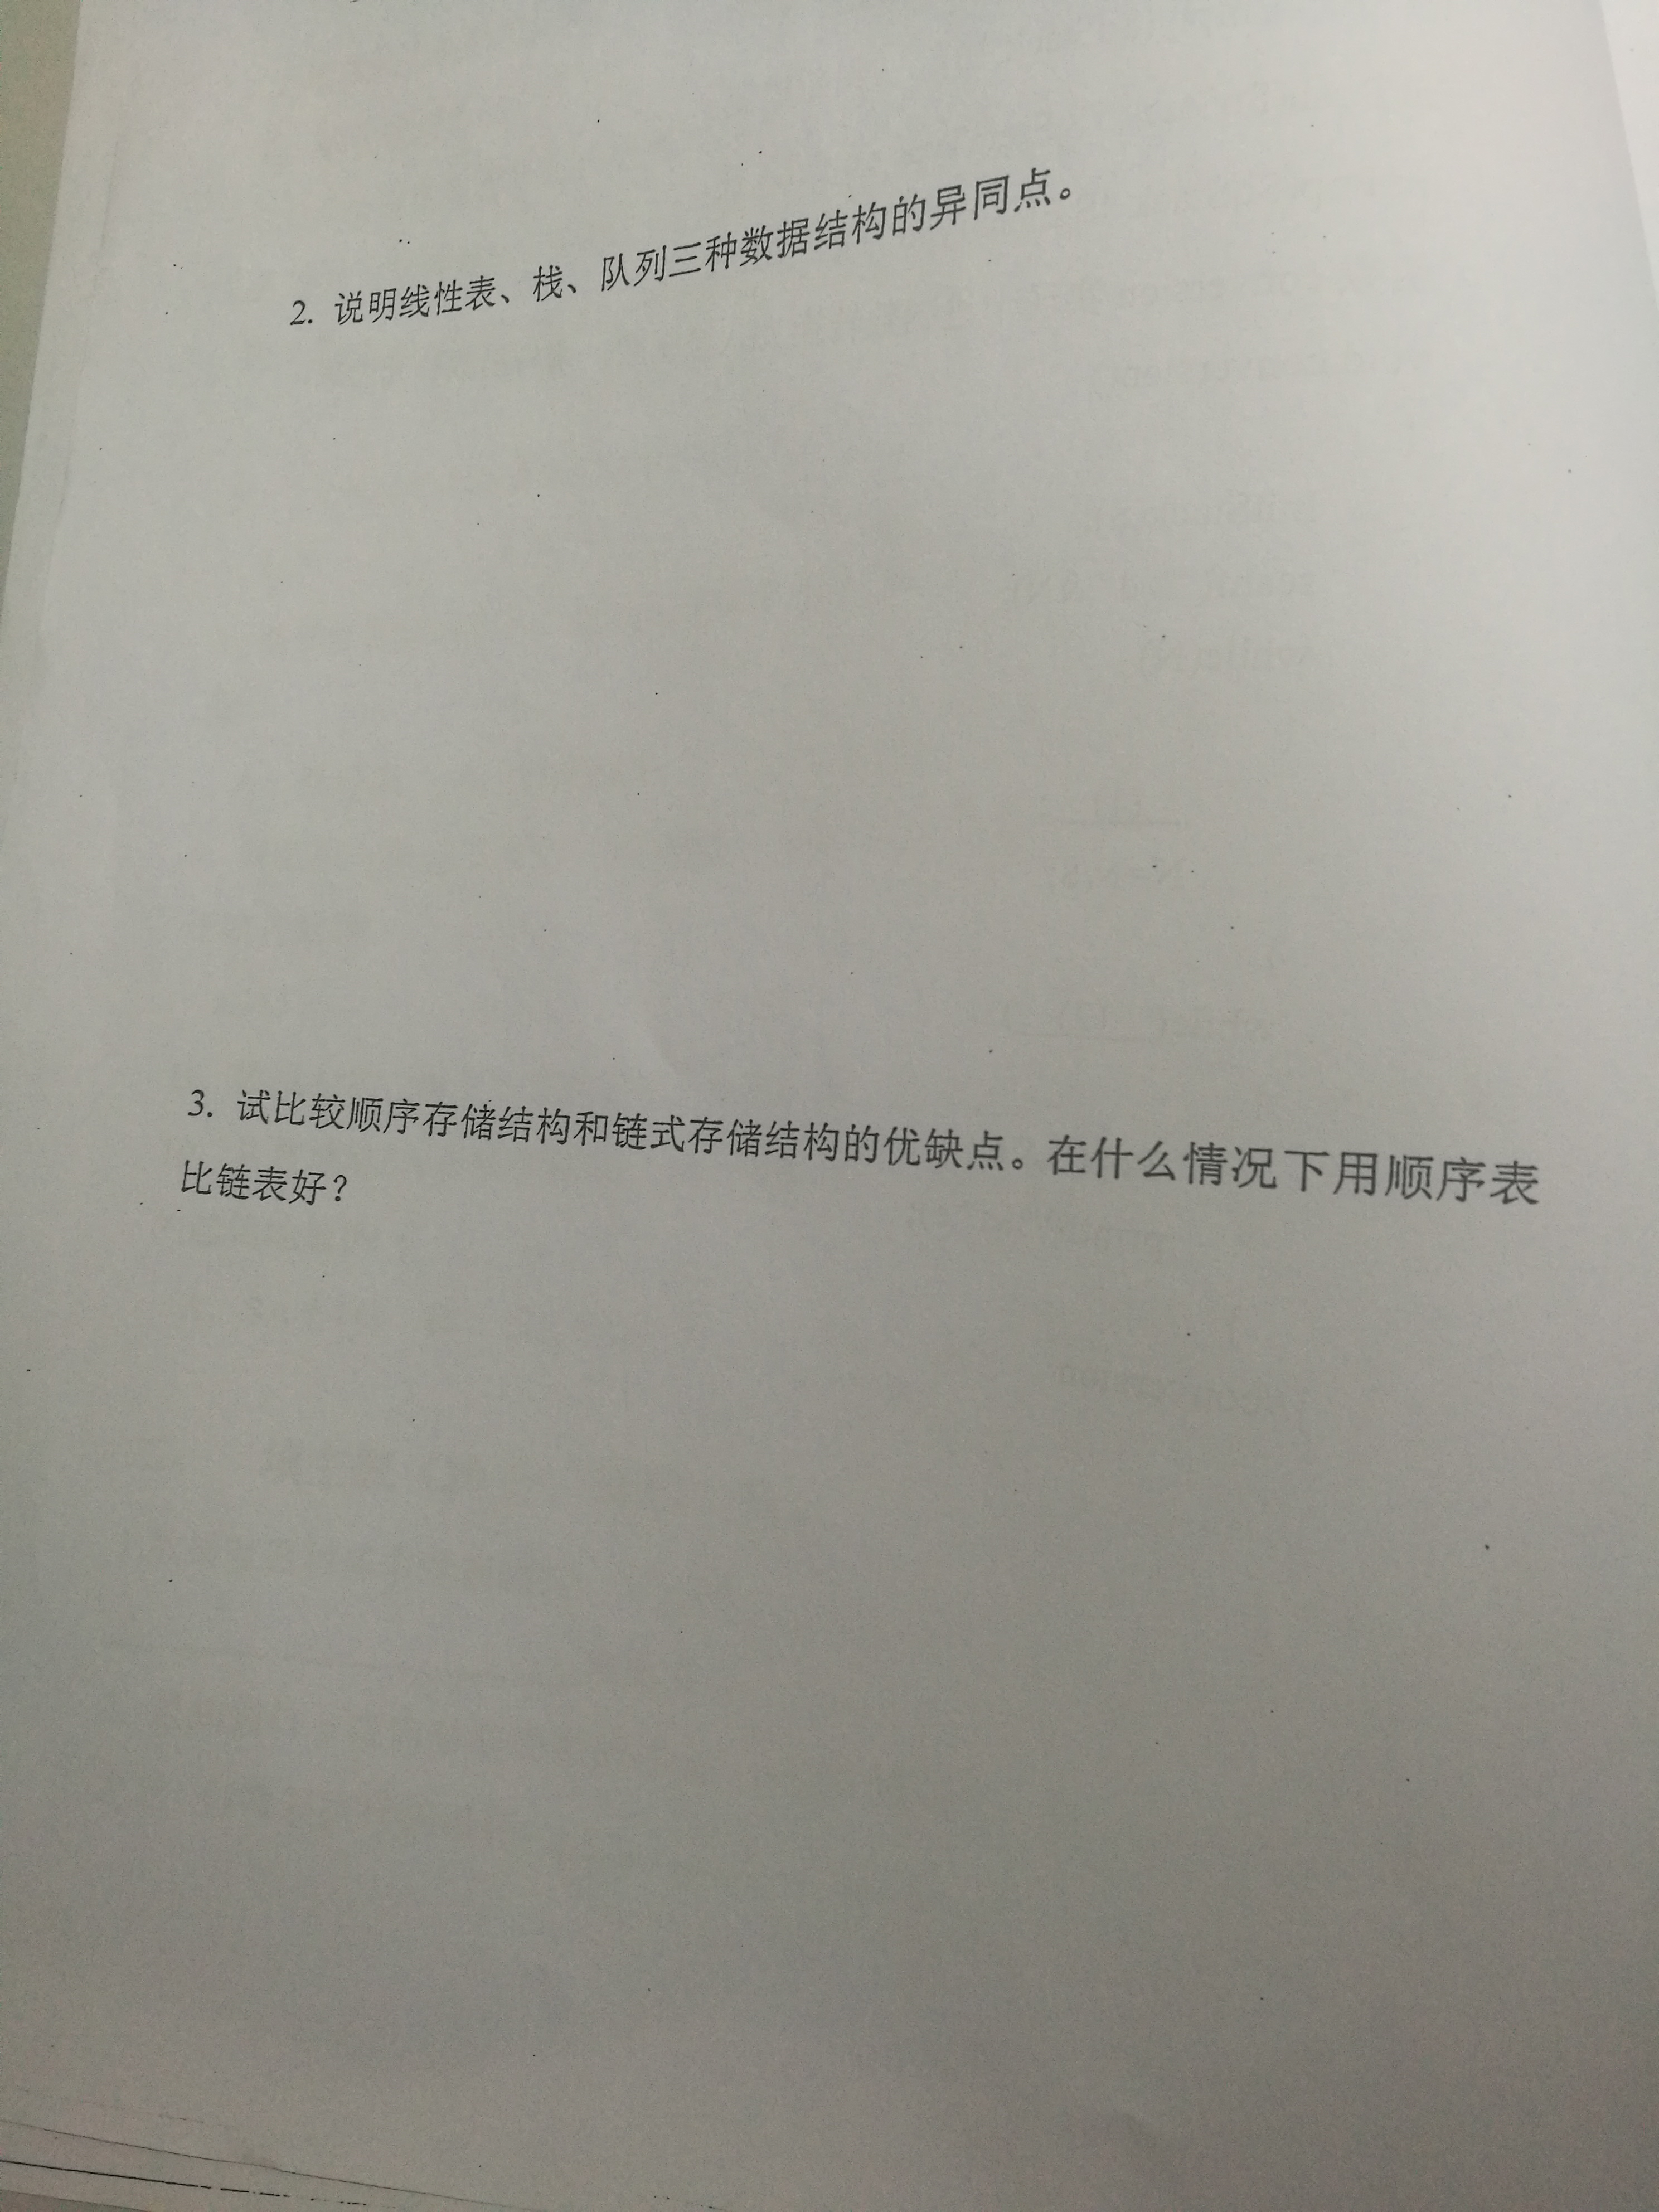 2. 说明线性表、栈、队列三种数据结构的异同点。
3. 试比较顺序存储结构和链式存储结构的优缺点。在什么情况下用顺序表
比链表好？